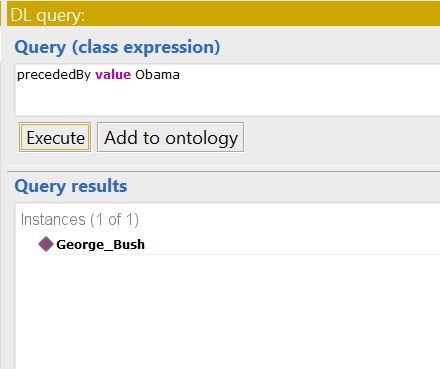 DL query:
Query (class expression)
precededBy value Obama
Execute Add to ontology
Query results
Instances (1 of 1)
George_Bush